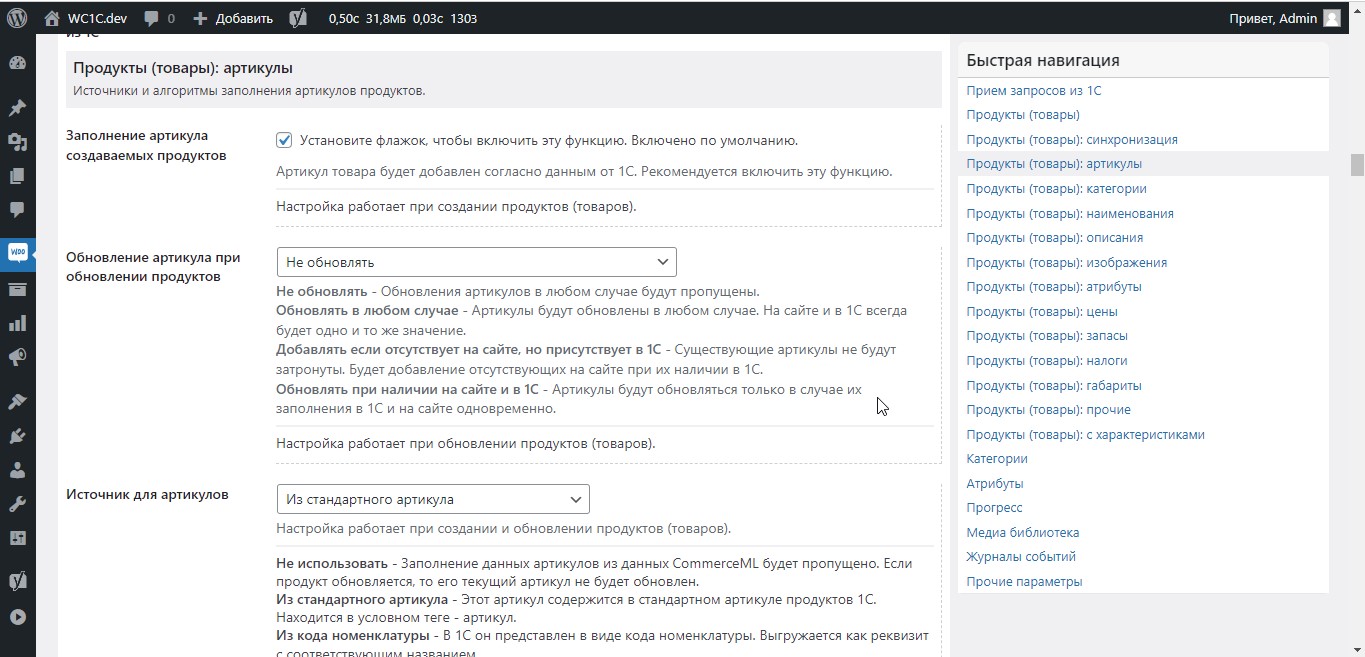 WC1C.dev 0 Добавить 0,50с 31,8МБ 0,03с 1303 Привет, Admin
из 1С
Продукты (товары): артикулы
Источники и алгоритмы заполнения артикулов продуктов.
Заполнение артикула
создаваемых продуктов
Установите флажок, чтобы включить эту функцию. Включено по умолчанию.
Артикул товара будет добавлен согласно данным от 1С. Рекомендуется включить эту функцию.
Настройка работает при создании продуктов (товаров).
Обновление артикула при
обновлении продуктов
Не обновлять
Не обновлять - Обновления артикулов в любом случае будут пропущены.
Обновлять в любом случае - Артикулы будут обновлены в любом случае. На сайте и в 1С всегда
будет одно и то же значение.
Добавлять если отсутствует на сайте, но присутствует в 1С - Существующие артикулы не будут
затронуты. Будет добавление отсутствующих на сайте при их наличии в 1С.
Обновлять при наличии на сайте и в 1С - Артикулы будут обновляться только в случае их
заполнения в 1С и на сайте одновременно.
Настройка работает при обновлении продуктов (товаров).
Источник для артикулов
Из стандартного артикула
Настройка работает при создании и обновлении продуктов (товаров).
Не использовать - Заполнение данных артикулов из данных CommerceML будет пропущено. Если
продукт обновляется, то его текущий артикул не будет обновлен.
Из стандартного артикула - Этот артикул содержится в стандартном артикуле продуктов 1С.
Находится в условном теге - артикул.
Из кода номенклатуры - В 1С он представлен в виде кода номенклатуры. Выгружается как реквизит
с соответствующим названием.
Быстрая навигация
Прием запросов из 1С
Продукты (товары)
Продукты (товары): синхронизация
Продукты (товары): артикулы
Продукты (товары): категории
Продукты (товары): наименования
Продукты (товары): описания
Продукты (товары): изображения
Продукты (товары): атрибуты
Продукты (товары): цены
Продукты (товары): запасы
Продукты (товары): налоги
Продукты (товары): габариты
Продукты (товары): прочие
Продукты (товары): с характеристиками
Категории
Атрибуты
Прогресс
Медиа библиотека
Журналы событий
Прочие параметры